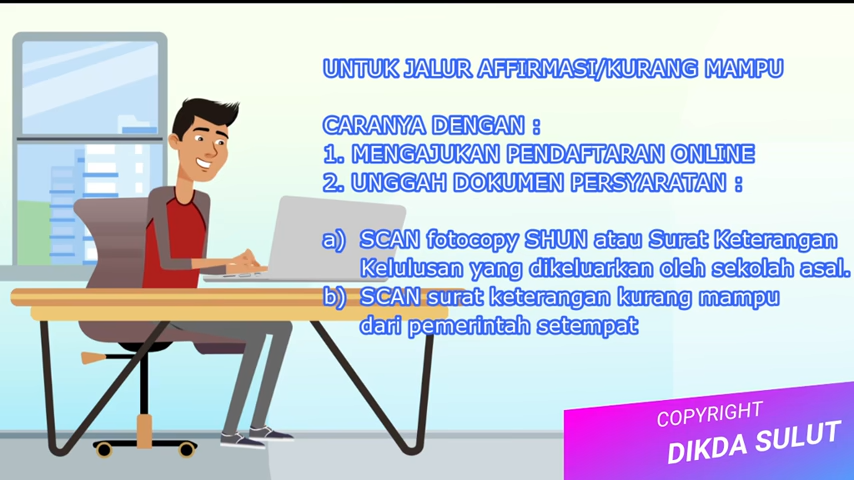 UNTUK JALUR AFFIRMASI/KURANG MAMPU
CARANYA DENGAN :
1. MENGAJUKAN PENDAFTARAN ONLINE
2. UNGGAH DOKUMEN PERSYARATAN :
a) SCAN fotocopy SHUN atau Surat Keterangan
Kelulusan yang dikeluarkan oleh sekolah asal.
b) SCAN surat keterangan kurang mampu
dari pemerintah setempat
COPYRIGHT
DIKDA SULUT